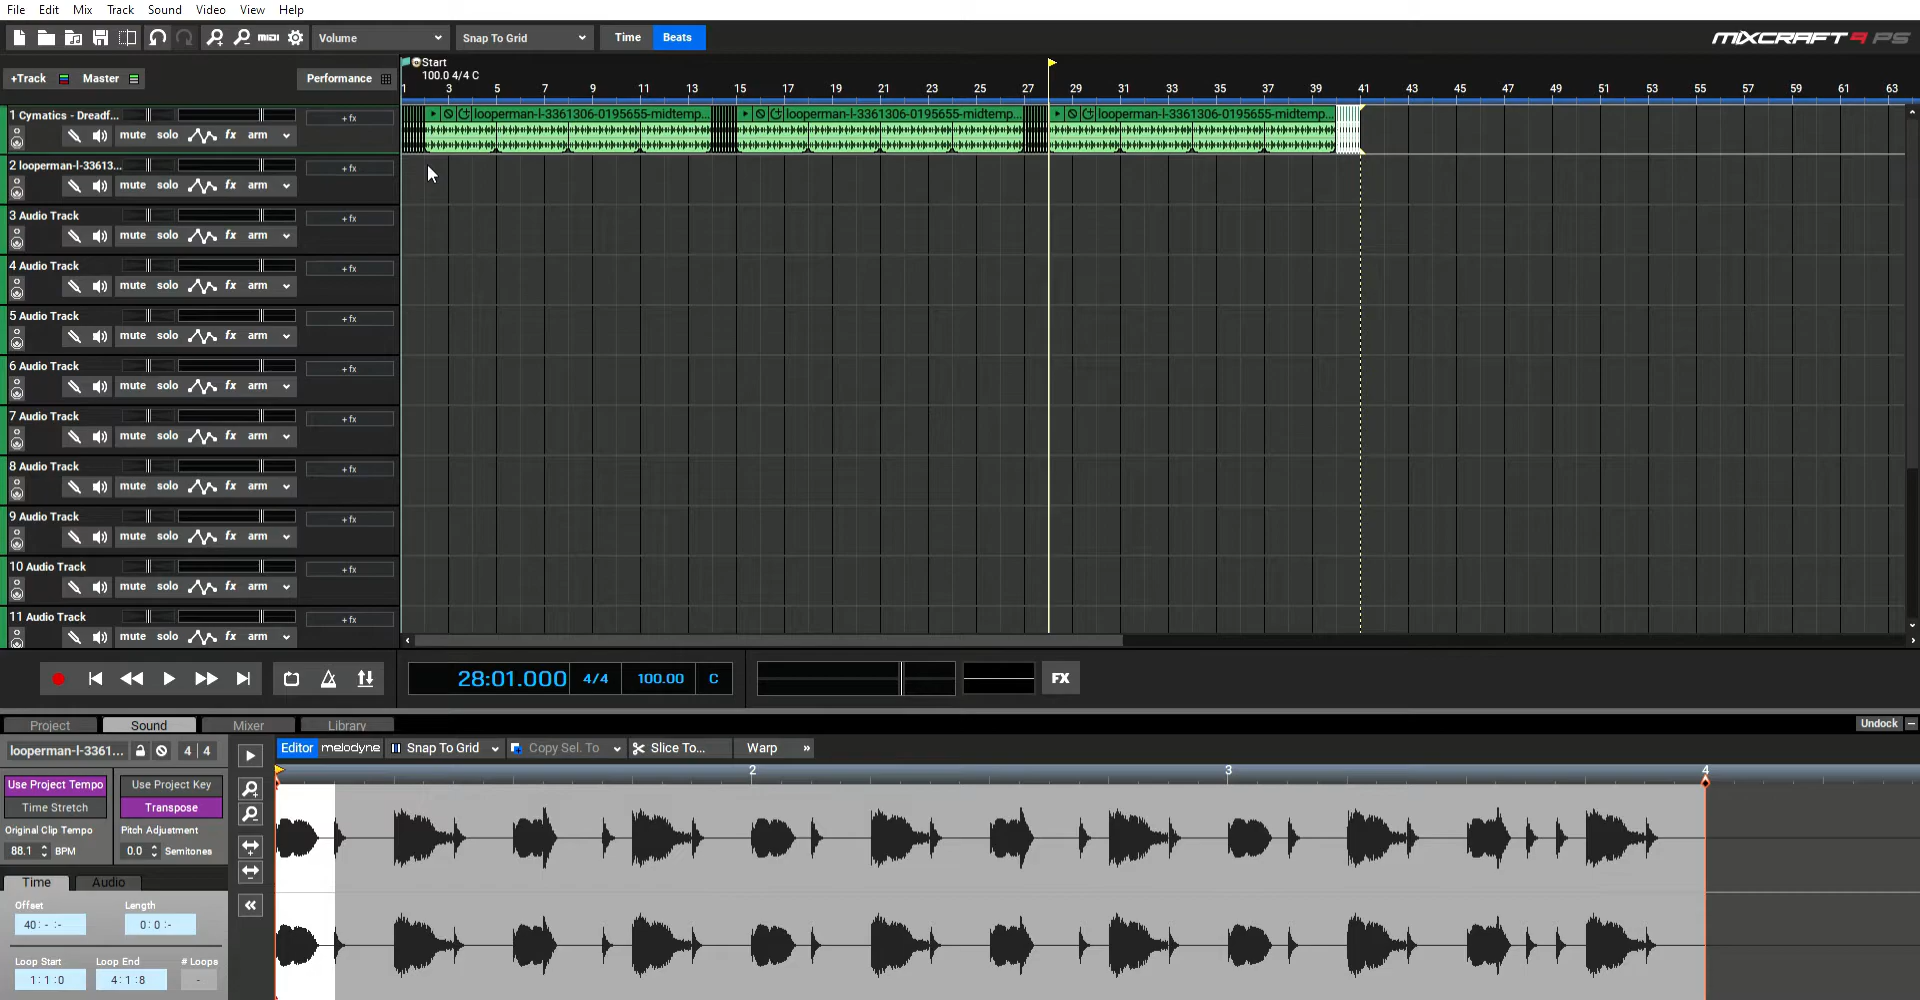 File Edit Mix Track Sound Video View Help
MIDI Volume Snap To Grid Time Beats MIXCRAFT 9 PS
+Track Master Performance
Start
100.0 4/4 C
1 3 5 7 9 11 13 15 17 19 21 23 25 27 29 31 33 35 37 39 41 43 45 47 49 51 53 55 57 59 61 63
1 Cymatics - Dreadf... +fx looperman-l-3361306-0195655-midtemp... looperman-l-3361306-0195655-midtemp... looperman-l-3361306-0195655-midtemp...
mute solo fx arm
2 looperman-l-33613... +fx
mute solo fx arm
3 Audio Track +fx
mute solo fx arm
4 Audio Track +fx
mute solo fx arm
5 Audio Track +fx
mute solo fx arm
6 Audio Track +fx
mute solo fx arm
7 Audio Track +fx
mute solo fx arm
8 Audio Track +fx
mute solo fx arm
9 Audio Track +fx
mute solo fx arm
10 Audio Track +fx
mute solo fx arm
11 Audio Track +fx
mute solo fx arm
28:01.000 4/4 100.00 C FX
Project Sound Mixer Library Undock
looperman-l-3361... 4 4 Editor melodyne Snap To Grid Copy Sel. To Slice To... Warp »
2 3 4
Use Project Tempo Use Project Key
Time Stretch Transpose
Original Clip Tempo Pitch Adjustment
88.1 BPM 0.0 Semitones
Time Audio
Offset Length
40: - :- 0: 0: -
Loop Start Loop End # Loops
1: 1: 0 4: 1: 8 -